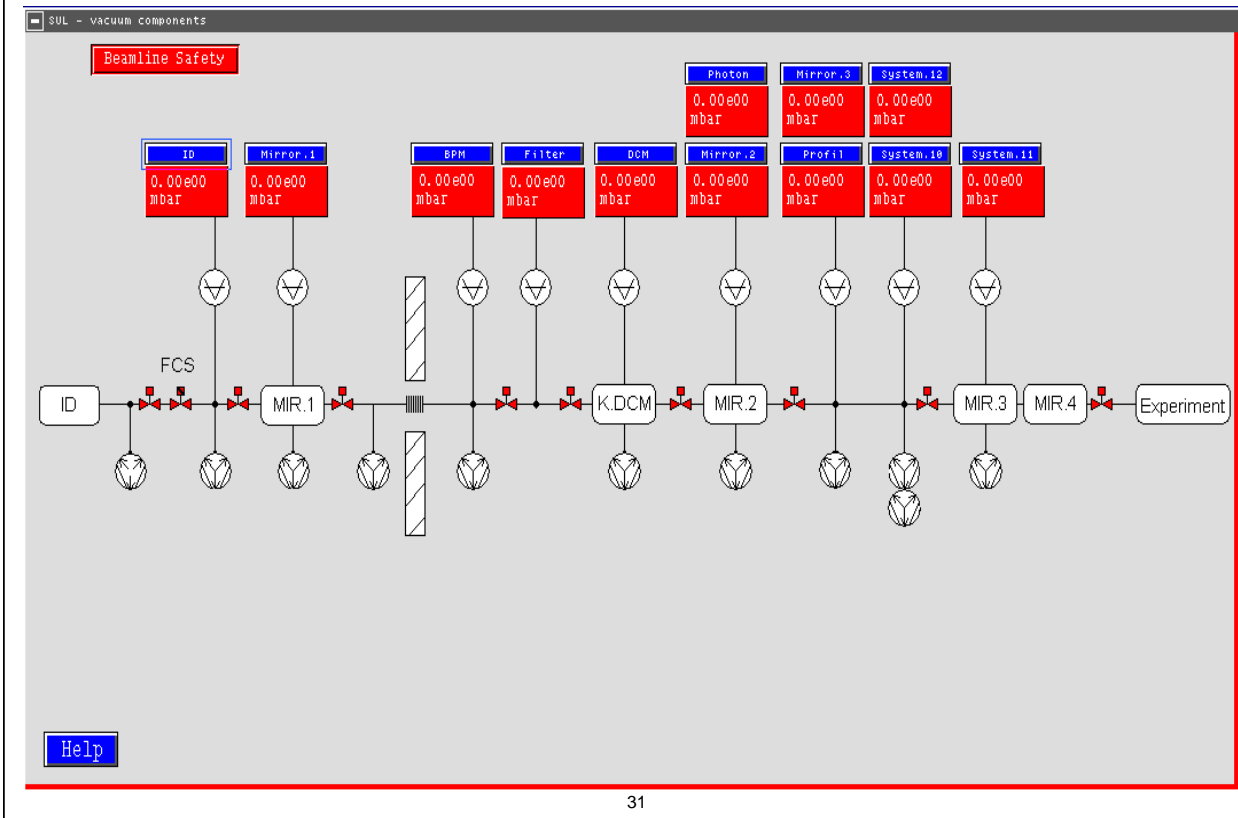 SUL - vacuum components
Beamline Safety
Photon
Mirror.3
System.12
0.00e00
mbar
0.00e00
mbar
0.00e00
mbar
ID
Mirror.1
BPM
Filter
DCM
Mirror.2
Profil
System.10
System.11
0.00e00
mbar
0.00e00
mbar
0.00e00
mbar
0.00e00
mbar
0.00e00
mbar
0.00e00
mbar
0.00e00
mbar
0.00e00
mbar
0.00e00
mbar
FCS
ID
MIR.1
K.DCM
MIR.2
MIR.3
MIR.4
Experiment
Help
31